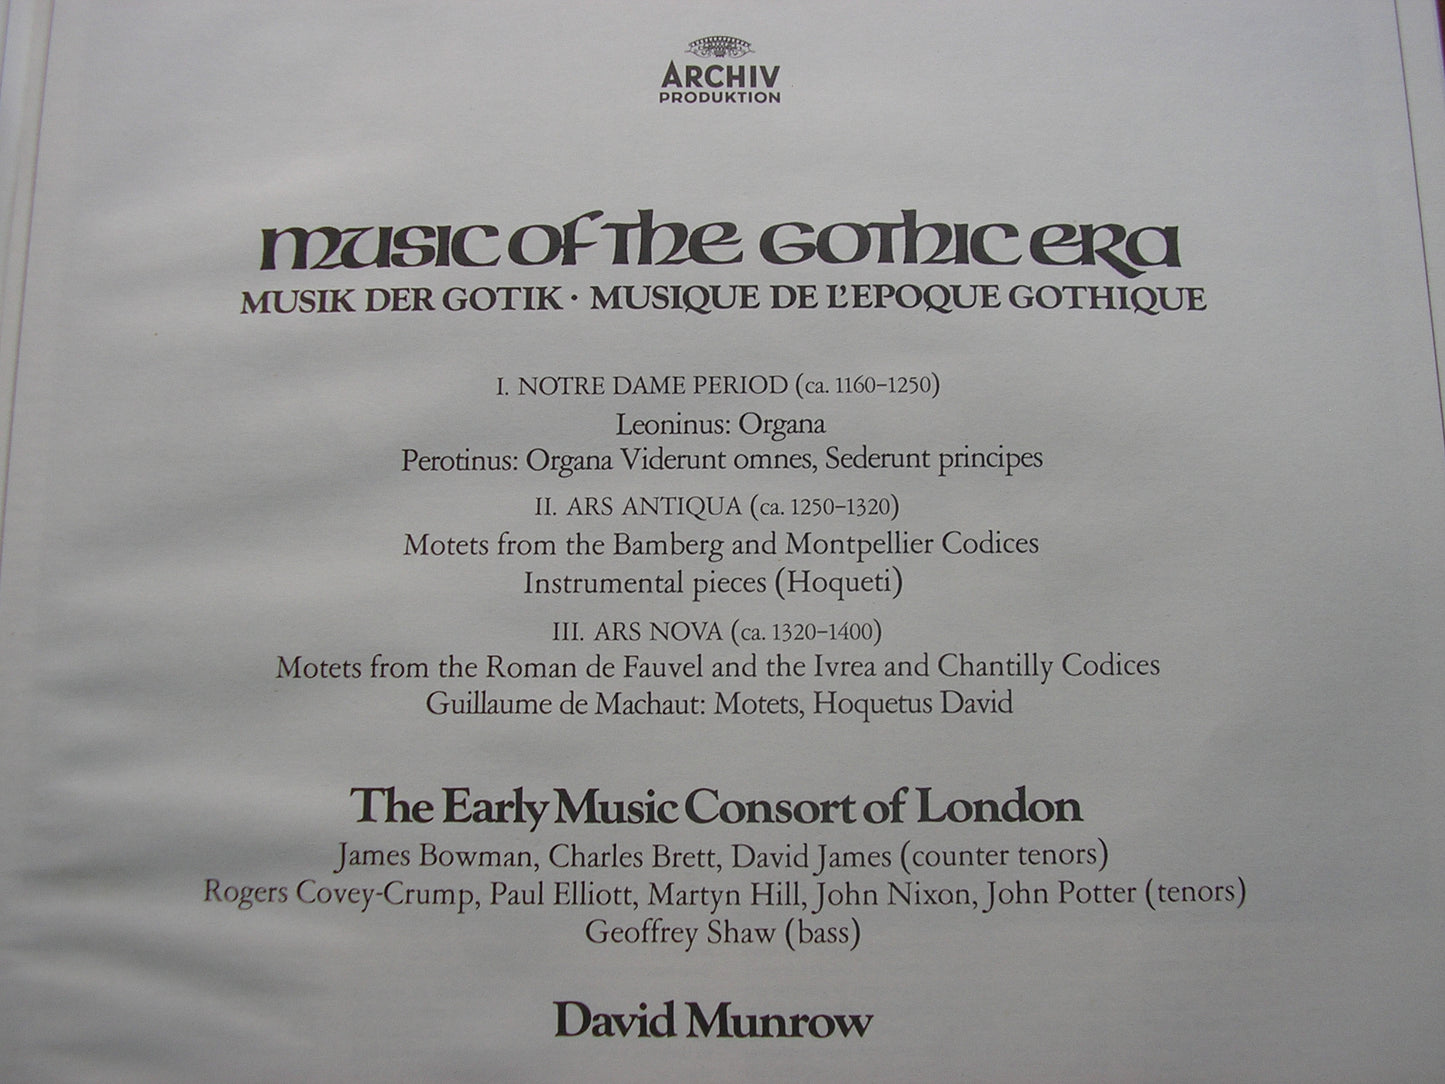 ARCHIV
PRODUKTION
MUSIC OF THE GOTHIC ERA
MUSIK DER GOTIK · MUSIQUE DE L'EPOQUE GOTHIQUE
I. NOTRE DAME PERIOD (ca. 1160–1250)
Leoninus: Organa
Perotinus: Organa Viderunt omnes, Sederunt principes
II. ARS ANTIQUA (ca. 1250–1320)
Motets from the Bamberg and Montpellier Codices
Instrumental pieces (Hoqueti)
III. ARS NOVA (ca. 1320–1400)
Motets from the Roman de Fauvel and the Ivrea and Chantilly Codices
Guillaume de Machaut: Motets, Hoquetus David
The Early Music Consort of London
James Bowman, Charles Brett, David James (counter tenors)
Rogers Covey-Crump, Paul Elliott, Martyn Hill, John Nixon, John Potter (tenors)
Geoffrey Shaw (bass)
David Munrow